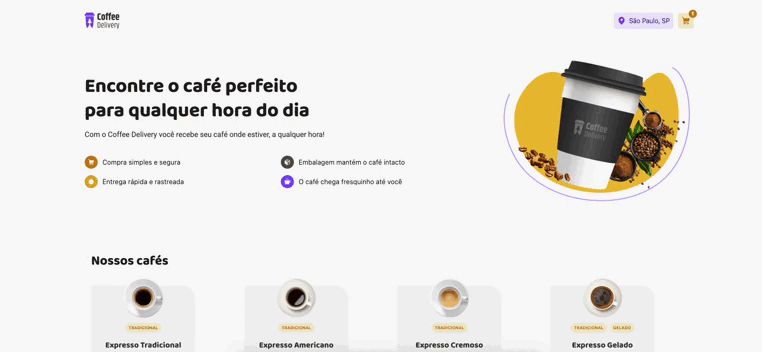 Coffee
Delivery
São Paulo, SP
1
Encontre o café perfeito
para qualquer hora do dia
Com o Coffee Delivery você recebe seu café onde estiver, a qualquer hora!
Compra simples e segura
Embalagem mantém o café intacto
Entrega rápida e rastreada
O café chega fresquinho até você
Coffee
Delivery
Nossos cafés
TRADICIONAL
TRADICIONAL
TRADICIONAL
TRADICIONAL
GELADO
Expresso Tradicional
Expresso Americano
Expresso Cremoso
Expresso Gelado